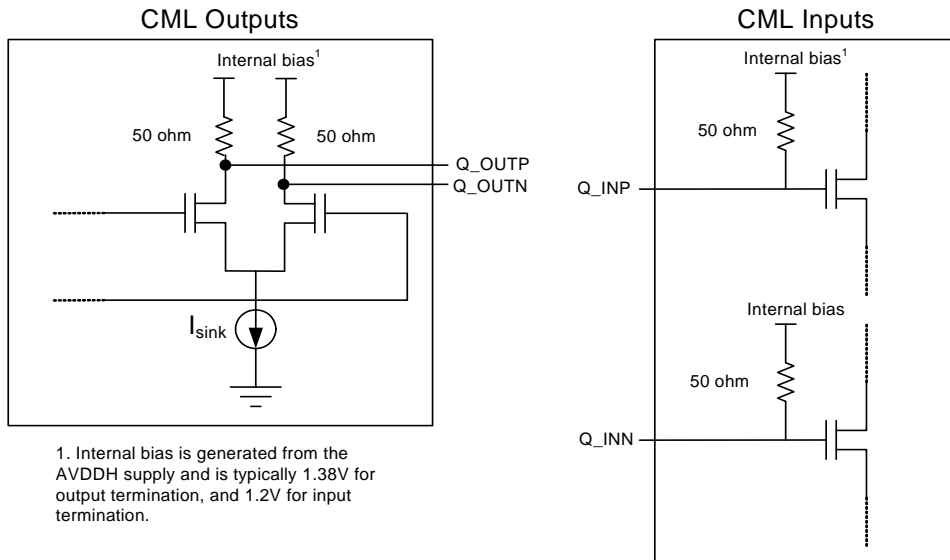 CML Outputs
Internal bias1
50 ohm
50 ohm
Q_OUTP
Q_OUTN
Isink
1. Internal bias is generated from the
AVDDH supply and is typically 1.38V for
output termination, and 1.2V for input
termination.
CML Inputs
Internal bias1
50 ohm
Q_INP
Internal bias
50 ohm
Q_INN